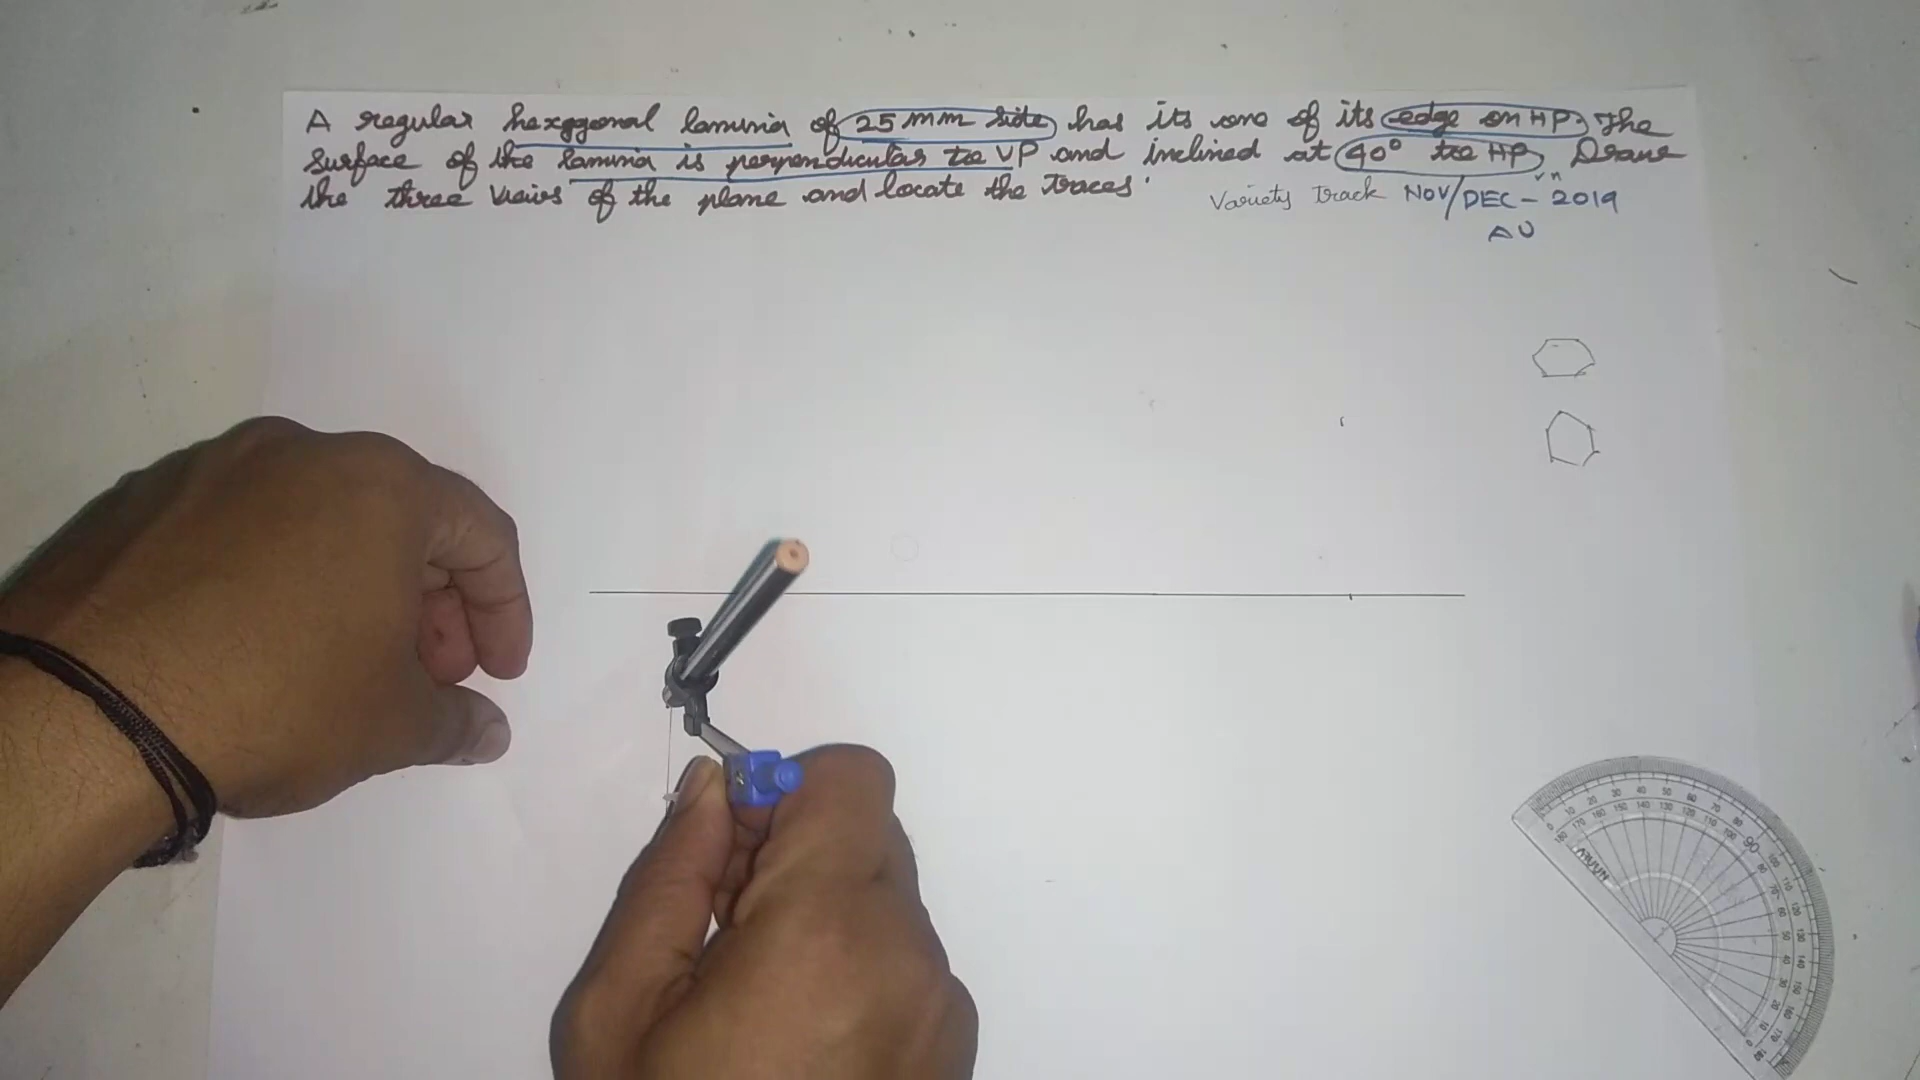 A regular hexagonal lamina of 25 mm side has its one of its edge on HP. The
surface of the lamina is perpendicular to VP and inclined at 40° to HP. Draw
the three views of the plane and locate the traces.
Variety Track NOV/DEC - 2019
AU